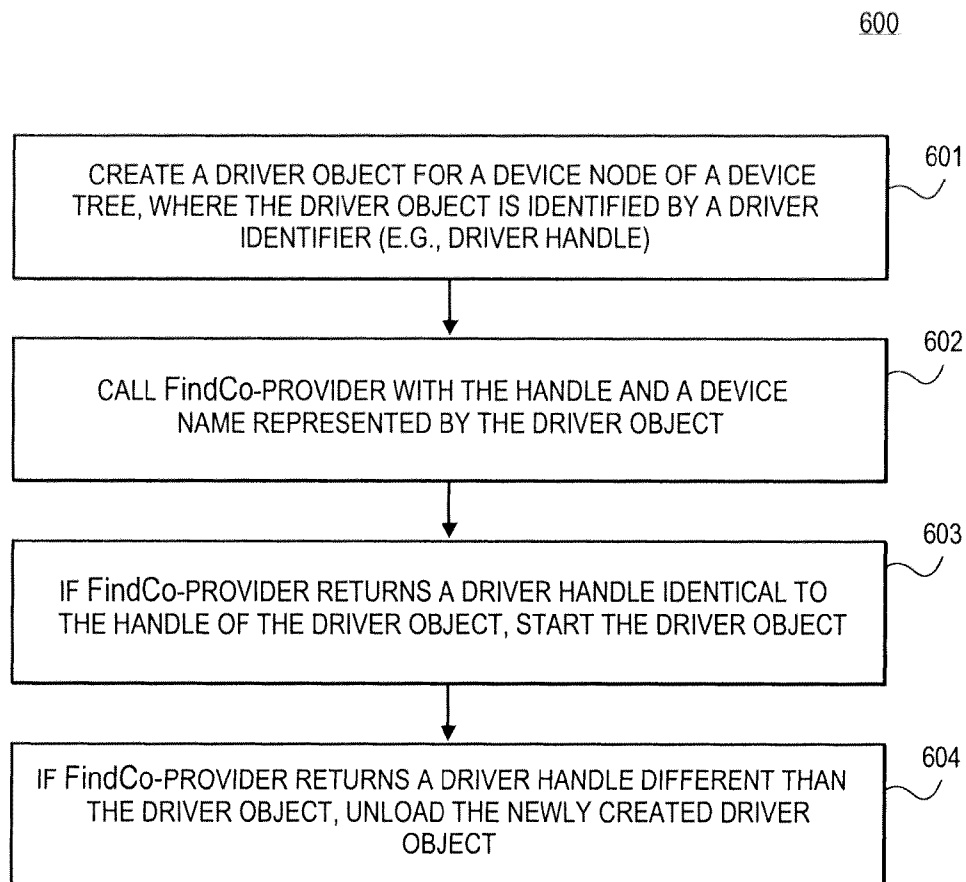 600
CREATE A DRIVER OBJECT FOR A DEVICE NODE OF A DEVICE
TREE, WHERE THE DRIVER OBJECT IS IDENTIFIED BY A DRIVER
IDENTIFIER (E.G., DRIVER HANDLE)
601
CALL FindCo-PROVIDER WITH THE HANDLE AND A DEVICE
NAME REPRESENTED BY THE DRIVER OBJECT
602
IF FindCo-PROVIDER RETURNS A DRIVER HANDLE IDENTICAL TO
THE HANDLE OF THE DRIVER OBJECT, START THE DRIVER OBJECT
603
IF FindCo-PROVIDER RETURNS A DRIVER HANDLE DIFFERENT THAN
THE DRIVER OBJECT, UNLOAD THE NEWLY CREATED DRIVER
OBJECT
604